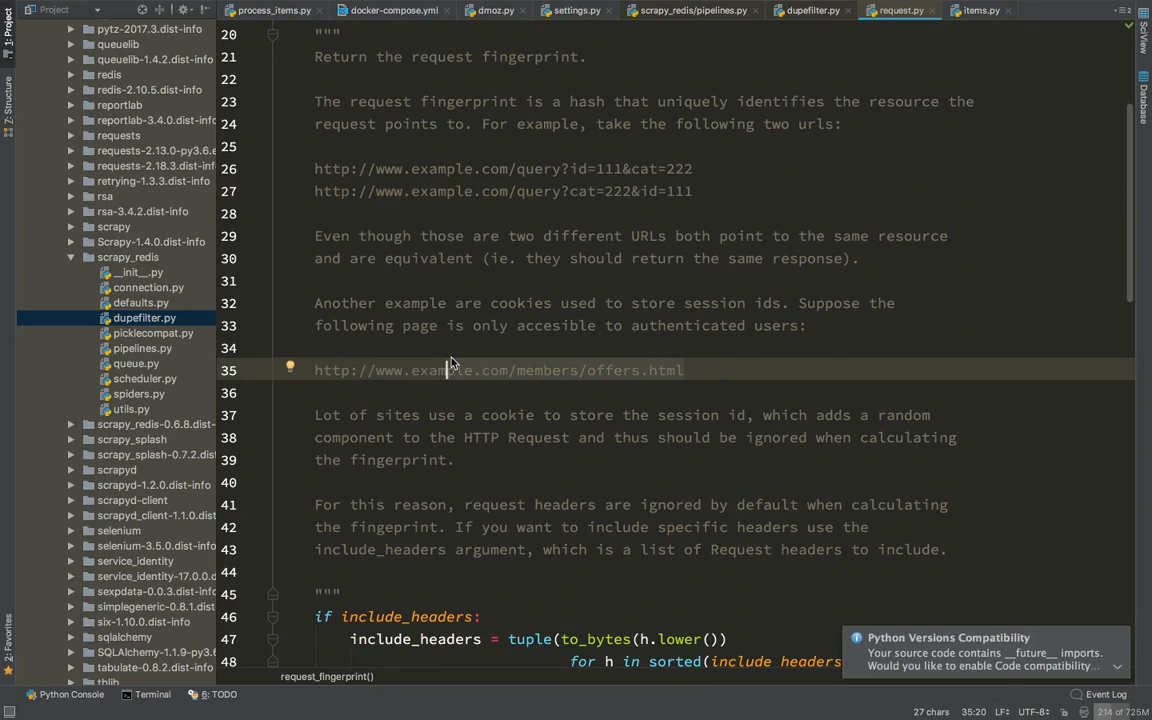 Project
process_items.py
docker-compose.yml
dmoz.py
settings.py
scrapy_redis/pipelines.py
dupefilter.py
request.py
items.py
2
1: Project
Z: Structure
2: Favorites
SciView
Database
pytz-2017.3.dist-info
queuelib
queuelib-1.4.2.dist-info
redis
redis-2.10.5.dist-info
reportlab
reportlab-3.4.0.dist-info
requests
requests-2.13.0-py3.6.e
requests-2.18.3.dist-info
retrying-1.3.3.dist-info
rsa
rsa-3.4.2.dist-info
scrapy
Scrapy-1.4.0.dist-info
scrapy_redis
__init__.py
connection.py
defaults.py
dupefilter.py
picklecompat.py
pipelines.py
queue.py
scheduler.py
spiders.py
utils.py
scrapy_redis-0.6.8.dist-
scrapy_splash
scrapy_splash-0.7.2.dist
scrapyd
scrapyd-1.2.0.dist-info
scrapyd-client
scrapyd_client-1.1.0.dist
selenium
selenium-3.5.0.dist-info
service_identity
service_identity-17.0.0.d
sexpdata-0.0.3.dist-info
simplegeneric-0.8.1.dist
six-1.10.0.dist-info
sqlalchemy
SQLAlchemy-1.1.9-py3.6
tabulate-0.8.2.dist-info
tblib
20 """
21 Return the request fingerprint.
22
23 The request fingerprint is a hash that uniquely identifies the resource the
24 request points to. For example, take the following two urls:
25
26 http://www.example.com/query?id=111&cat=222
27 http://www.example.com/query?cat=222&id=111
28
29 Even though those are two different URLs both point to the same resource
30 and are equivalent (ie. they should return the same response).
31
32 Another example are cookies used to store session ids. Suppose the
33 following page is only accesible to authenticated users:
34
35 http://www.example.com/members/offers.html
36
37 Lot of sites use a cookie to store the session id, which adds a random
38 component to the HTTP Request and thus should be ignored when calculating
39 the fingerprint.
40
41 For this reason, request headers are ignored by default when calculating
42 the fingeprint. If you want to include specific headers use the
43 include_headers argument, which is a list of Request headers to include.
44
45 """
46 if include_headers:
47 include_headers = tuple(to_bytes(h.lower())
48 for h in sorted(include_headers
request_fingerprint()
Python Versions Compatibility
Your source code contains __future__ imports.
Would you like to enable Code compatibility...
Python Console
Terminal
6: TODO
Event Log
27 chars
35:20
LF÷
UTF-8÷
214 of 725M